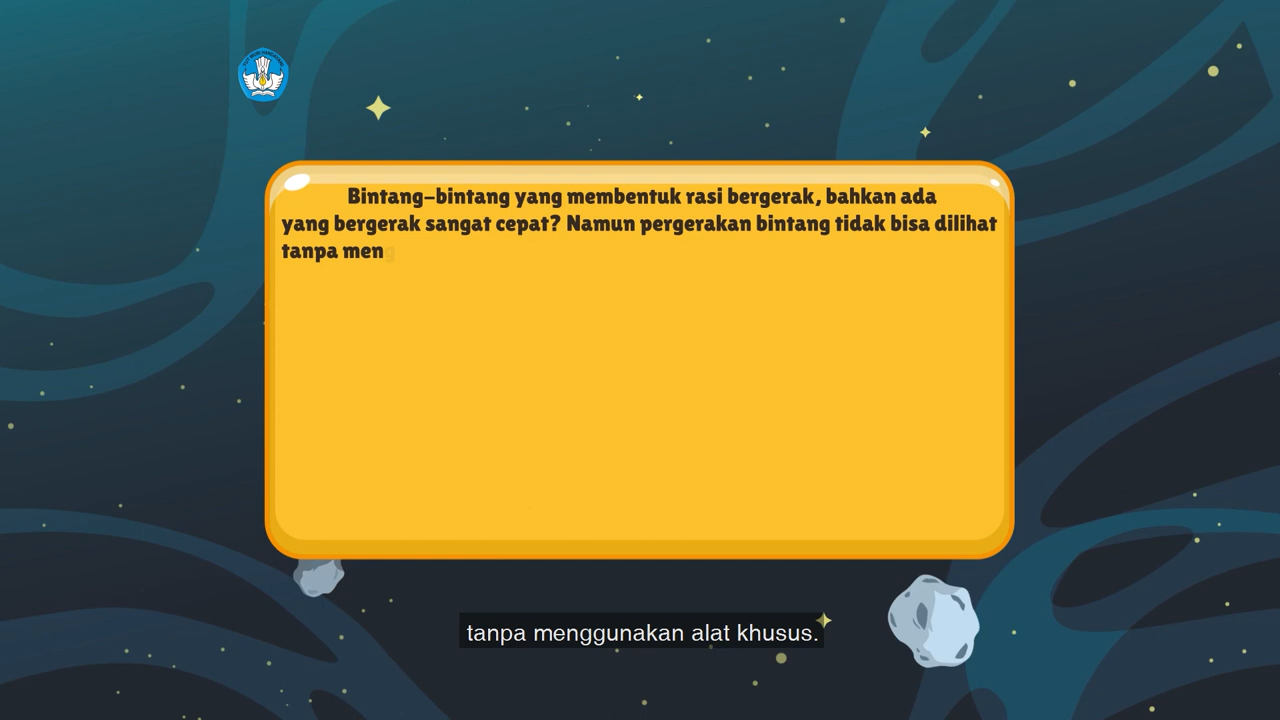 Bintang-bintang yang membentuk rasi bergerak, bahkan ada
yang bergerak sangat cepat? Namun pergerakan bintang tidak bisa dilihat
tanpa meng
tanpa menggunakan alat khusus.